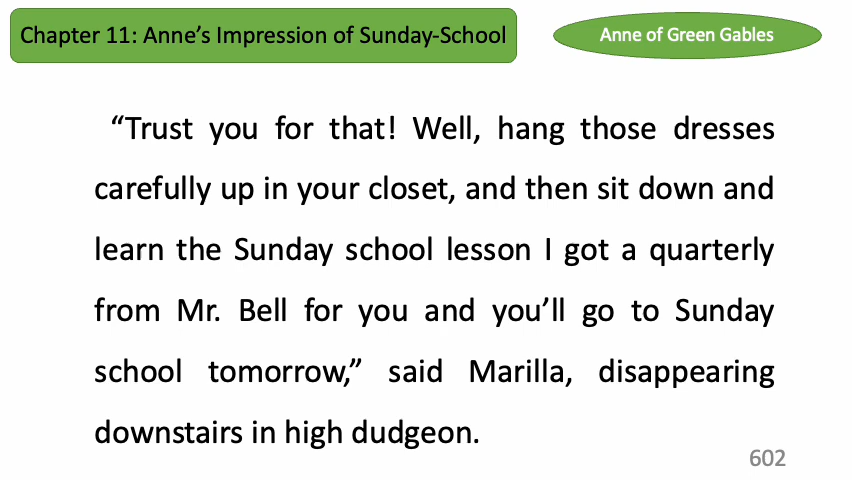 Chapter 11: Anne’s Impression of Sunday-School
Anne of Green Gables
“Trust you for that! Well, hang those dresses
carefully up in your closet, and then sit down and
learn the Sunday school lesson I got a quarterly
from Mr. Bell for you and you’ll go to Sunday
school tomorrow,” said Marilla, disappearing
downstairs in high dudgeon.
602